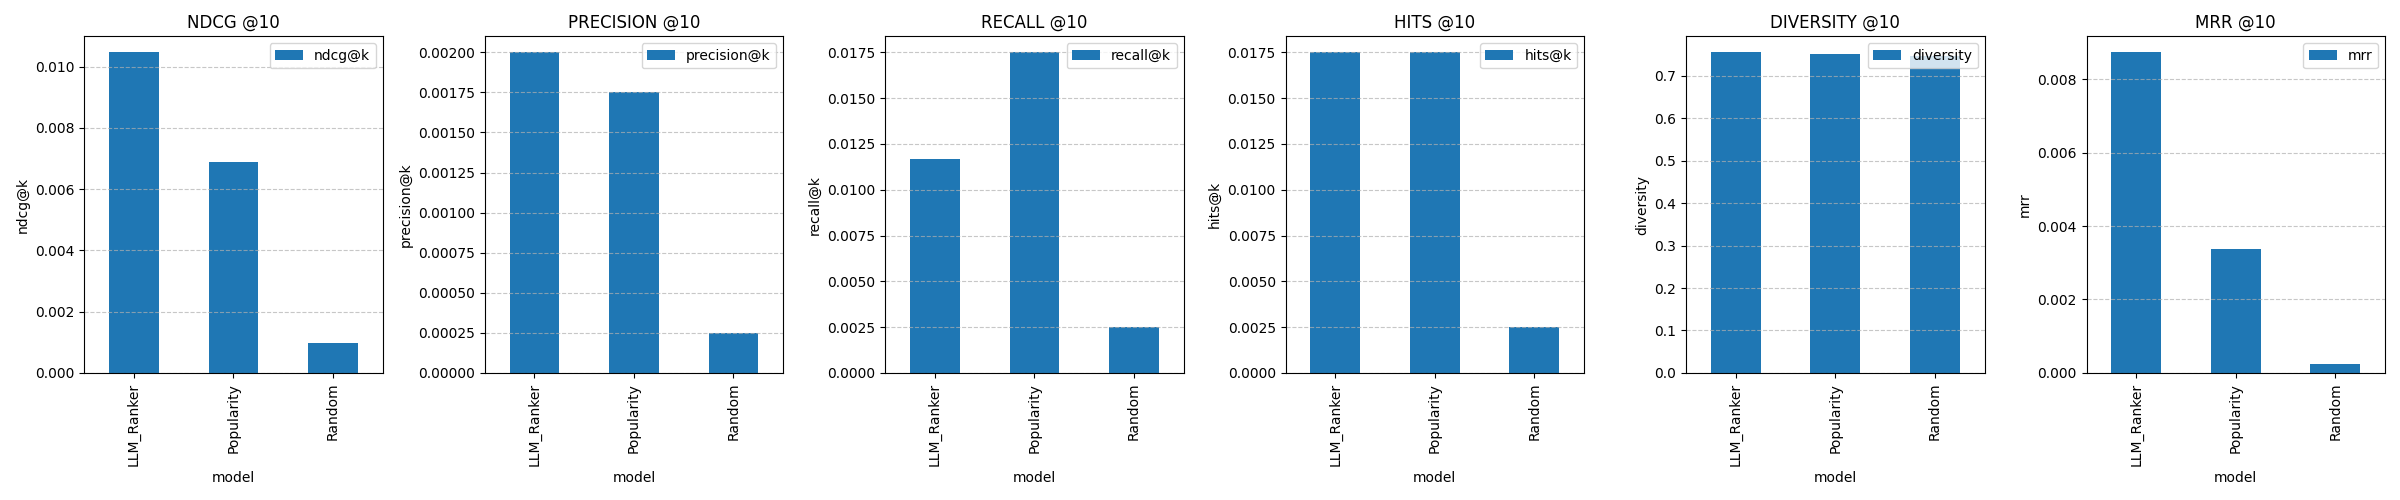 NDCG @10
ndcg@k
0.010
0.008
0.006
0.004
0.002
0.000
ndcg@k
LLM_Ranker
Popularity
Random
model
PRECISION @10
precision@k
0.00200
0.00175
0.00150
0.00125
0.00100
0.00075
0.00050
0.00025
0.00000
precision@k
LLM_Ranker
Popularity
Random
model
RECALL @10
recall@k
0.0175
0.0150
0.0125
0.0100
0.0075
0.0050
0.0025
0.0000
recall@k
LLM_Ranker
Popularity
Random
model
HITS @10
hits@k
0.0175
0.0150
0.0125
0.0100
0.0075
0.0050
0.0025
0.0000
hits@k
LLM_Ranker
Popularity
Random
model
DIVERSITY @10
diversity
0.7
0.6
0.5
0.4
0.3
0.2
0.1
0.0
diversity
LLM_Ranker
Popularity
Random
model
MRR @10
mrr
0.008
0.006
0.004
0.002
0.000
mrr
LLM_Ranker
Popularity
Random
model